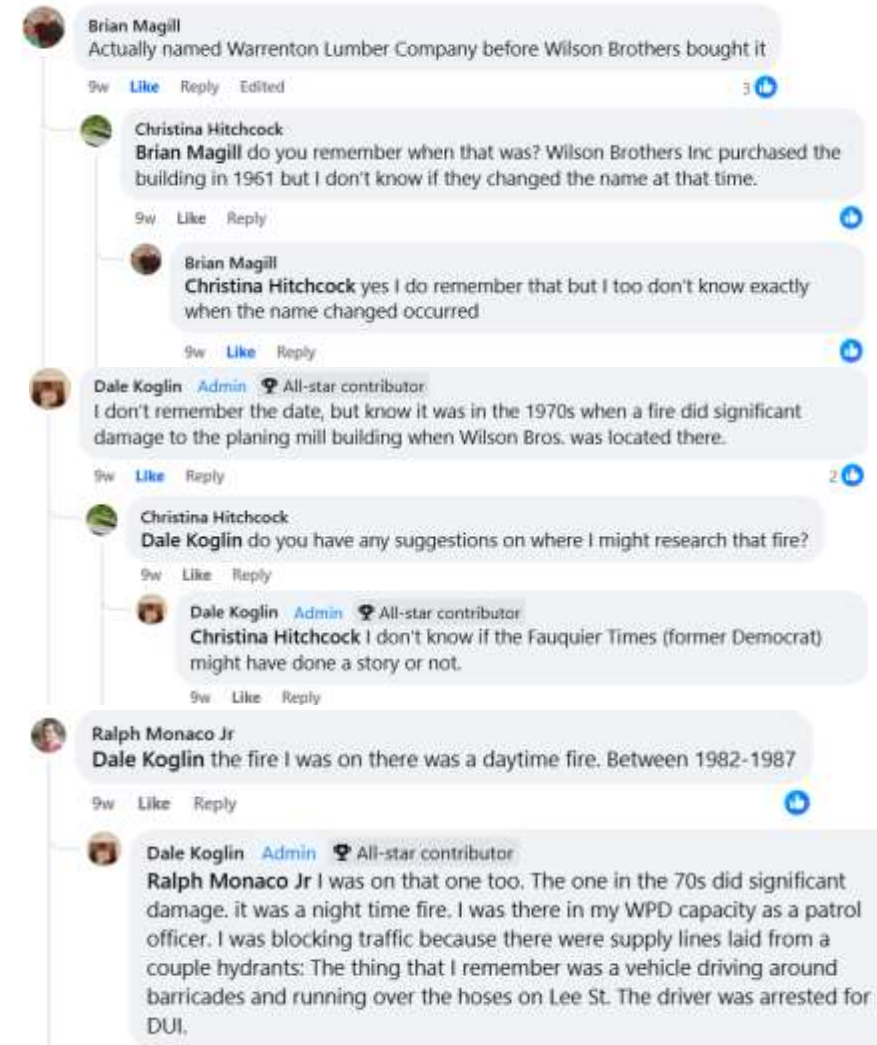 Brian Magill
Actually named Warrenton Lumber Company before Wilson Brothers bought it
9w Like Reply Edited 3
Christina Hitchcock
Brian Magill do you remember when that was? Wilson Brothers Inc purchased the
building in 1961 but I don't know if they changed the name at that time.
9w Like Reply
Brian Magill
Christina Hitchcock yes I do remember that but I too don't know exactly
when the name changed occurred
9w Like Reply
Dale Koglin Admin All-star contributor
I don't remember the date, but know it was in the 1970s when a fire did significant
damage to the planing mill building when Wilson Bros. was located there.
9w Like Reply 2
Christina Hitchcock
Dale Koglin do you have any suggestions on where I might research that fire?
9w Like Reply
Dale Koglin Admin All-star contributor
Christina Hitchcock I don't know if the Fauquier Times (former Democrat)
might have done a story or not.
9w Like Reply
Ralph Monaco Jr
Dale Koglin the fire I was on there was a daytime fire. Between 1982-1987
9w Like Reply
Dale Koglin Admin All-star contributor
Ralph Monaco Jr I was on that one too. The one in the 70s did significant
damage. it was a night time fire. I was there in my WPD capacity as a patrol
officer. I was blocking traffic because there were supply lines laid from a
couple hydrants: The thing that I remember was a vehicle driving around
barricades and running over the hoses on Lee St. The driver was arrested for
DUI.